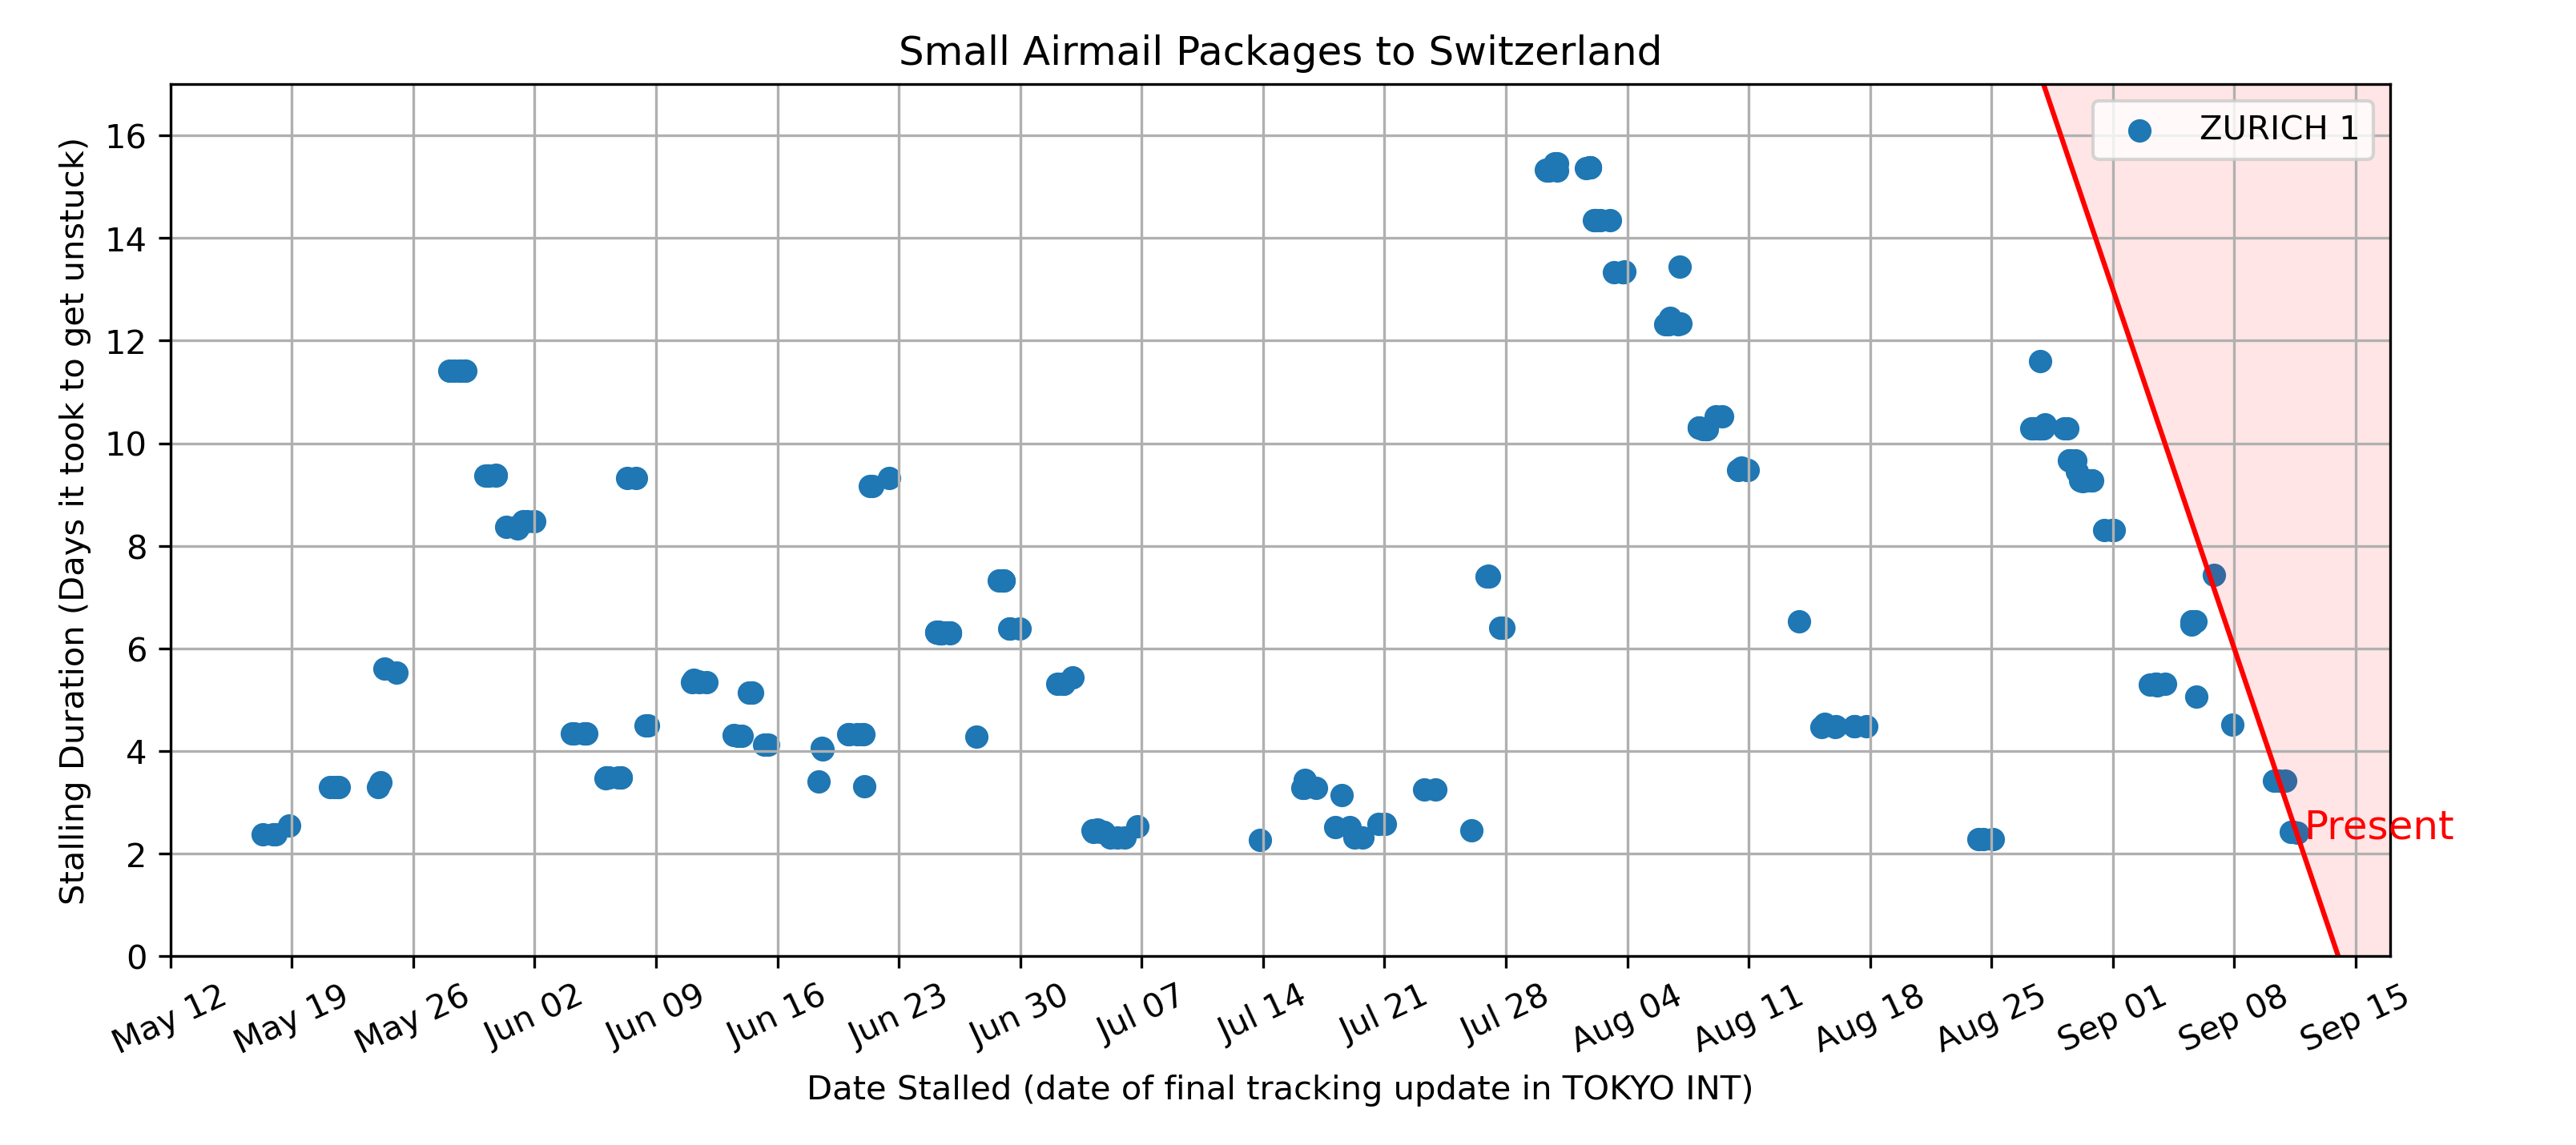 Small Airmail Packages to Switzerland
Stalling Duration (Days it took to get unstuck)
16
14
12
10
8
6
4
2
0
ZURICH 1
Present
May 12
May 19
May 26
Jun 02
Jun 09
Jun 16
Jun 23
Jun 30
Jul 07
Jul 14
Jul 21
Jul 28
Aug 04
Aug 11
Aug 18
Aug 25
Sep 01
Sep 08
Sep 15
Date Stalled (date of final tracking update in TOKYO INT)